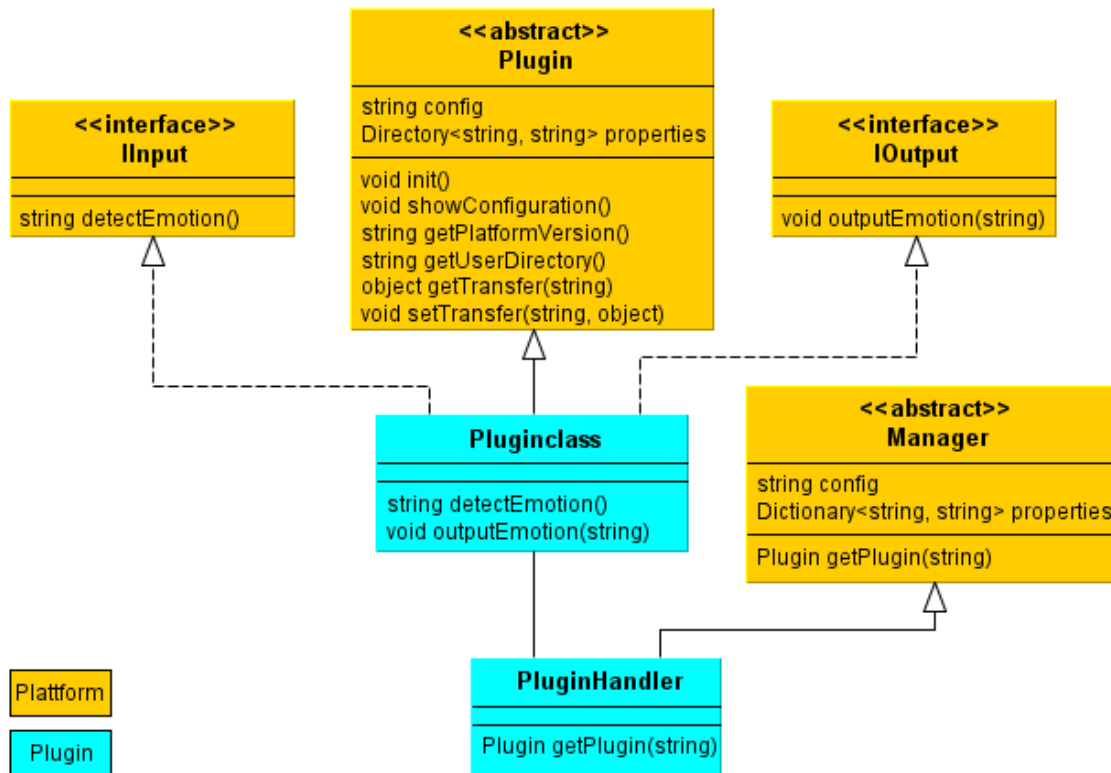 <<abstract>>
Plugin
string config
Directory<string, string> properties
void init()
void showConfiguration()
string getPlatformVersion()
string getUserDirectory()
object getTransfer(string)
void setTransfer(string, object)
<<interface>>
IInput
string detectEmotion()
<<interface>>
IOutput
void outputEmotion(string)
Pluginclass
string detectEmotion()
void outputEmotion(string)
<<abstract>>
Manager
string config
Dictionary<string, string> properties
Plugin getPlugin(string)
PluginHandler
Plugin getPlugin(string)
Plattform
Plugin